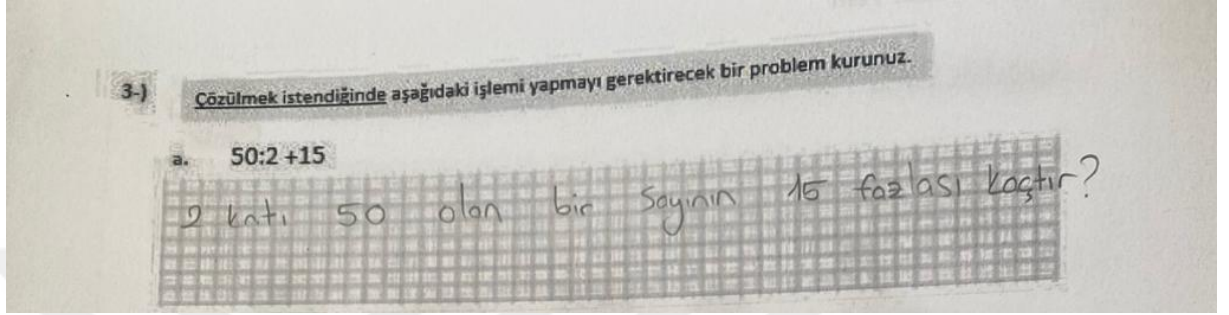 3-) Çözülmek istendiğinde aşağıdaki işlemi yapmayı gerektirecek bir problem kurunuz.
a. 50:2 +15
2 katı 50 olan bir sayının 15 fazlası kaçtır?